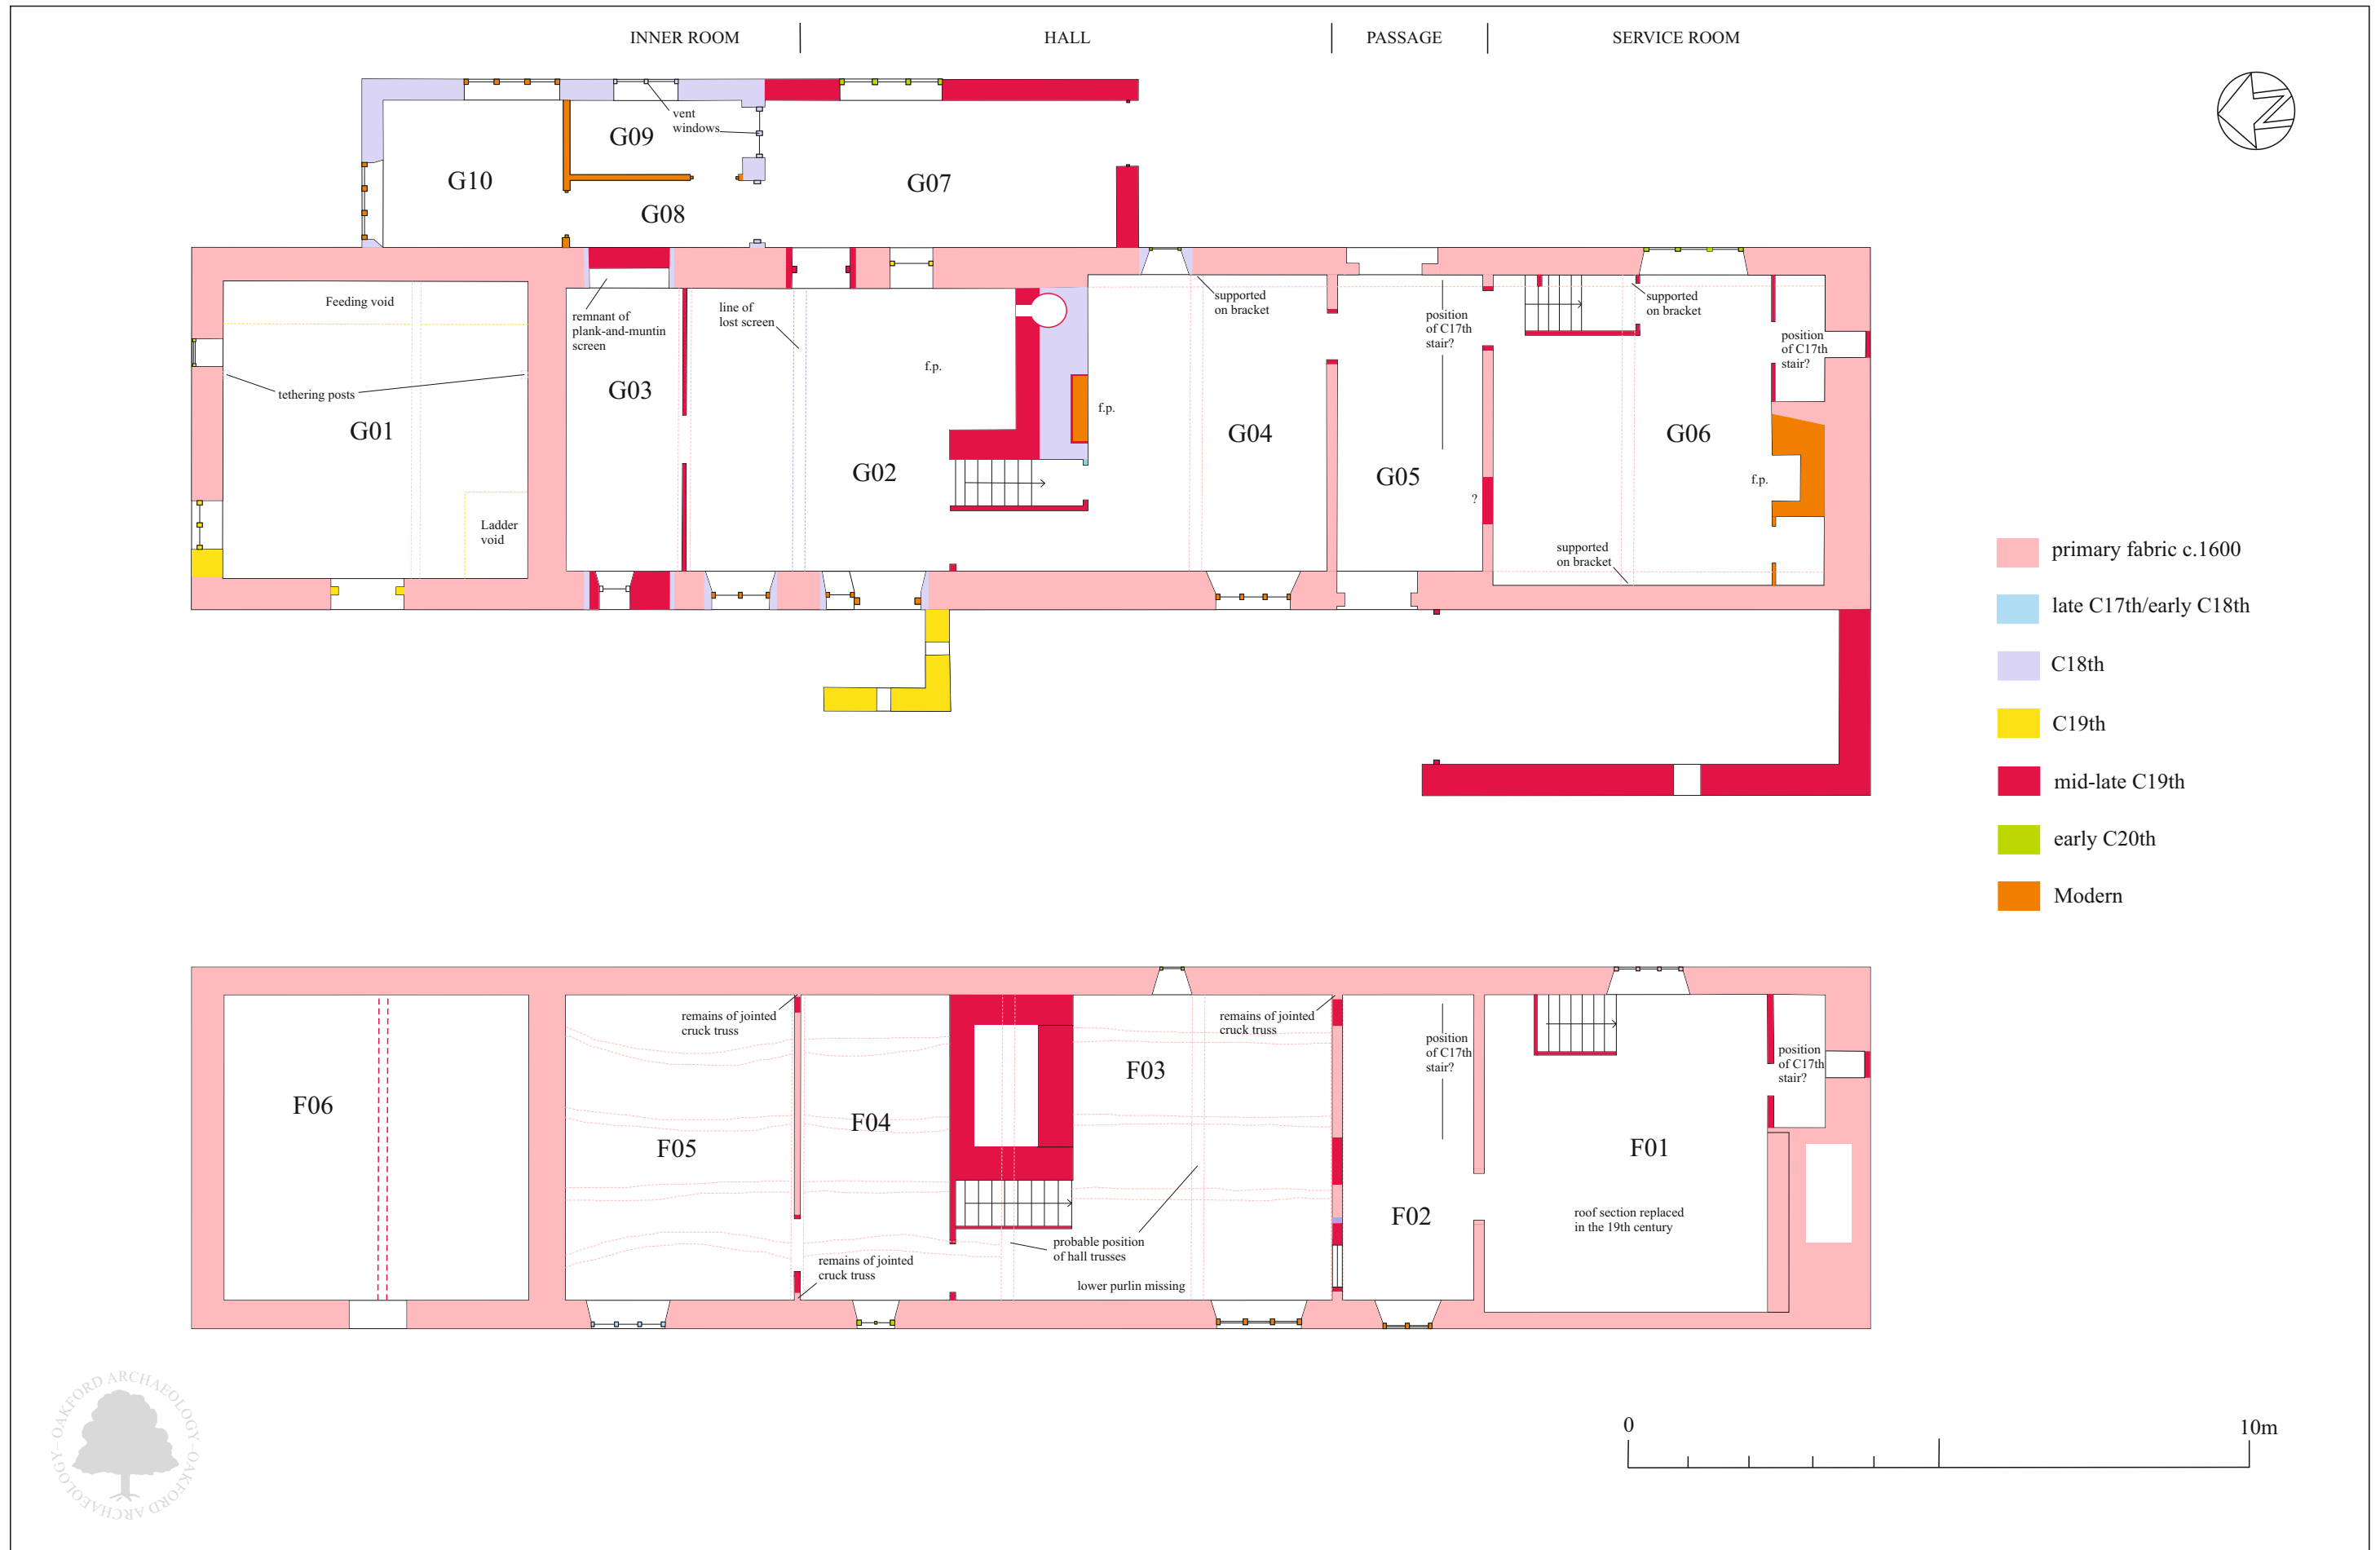 INNER ROOM
HALL
PASSAGE
SERVICE ROOM
N
vent
windows
G09
G10
G08
G07
Feeding void
tethering posts
G01
Ladder
void
remnant of
plank-and-muntin
screen
G03
line of
lost screen
f.p.
G02
f.p.
supported
on bracket
G04
position
of C17th
stair?
G05
?
supported
on bracket
position
of C17th
stair?
G06
f.p.
supported
on bracket
primary fabric c.1600
late C17th/early C18th
C18th
C19th
mid-late C19th
early C20th
Modern
F06
remains of jointed
cruck truss
F05
F04
remains of jointed
cruck truss
remains of jointed
cruck truss
F03
probable position
of hall trusses
lower purlin missing
position
of C17th
stair?
F02
F01
position
of C17th
stair?
roof section replaced
in the 19th century
OAKFORD ARCHAEOLOGY – OAKFORD ARCHAEOLOGY –
0
10m